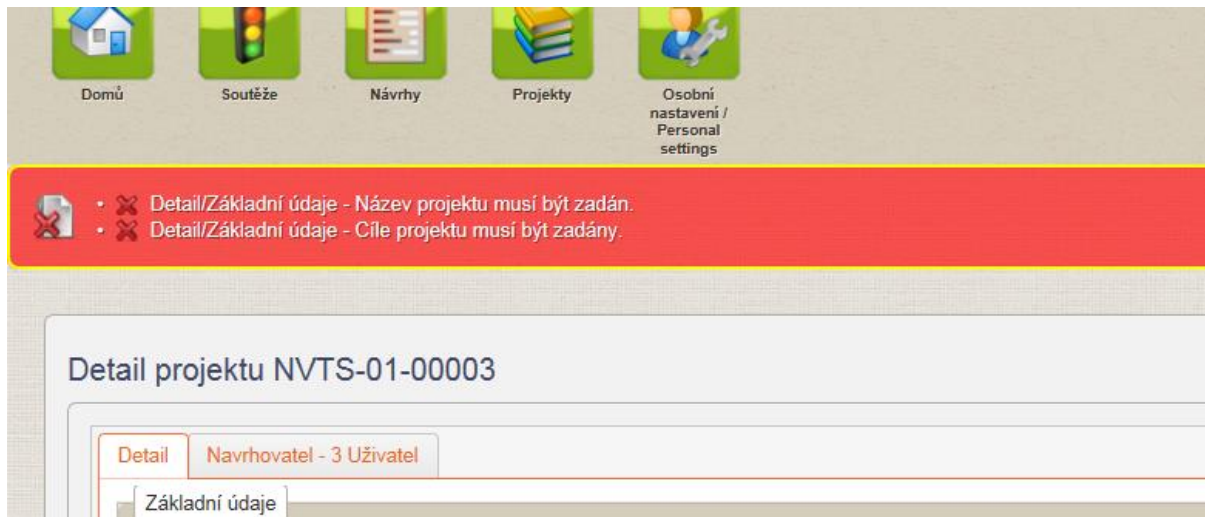 Domů
Soutěže
Návrhy
Projekty
Osobní
nastavení /
Personal
settings
• Detail/Základní údaje - Název projektu musí být zadán.
• Detail/Základní údaje - Cíle projektu musí být zadány.
Detail projektu NVTS-01-00003
Detail
Navrhovatel - 3 Uživatel
Základní údaje